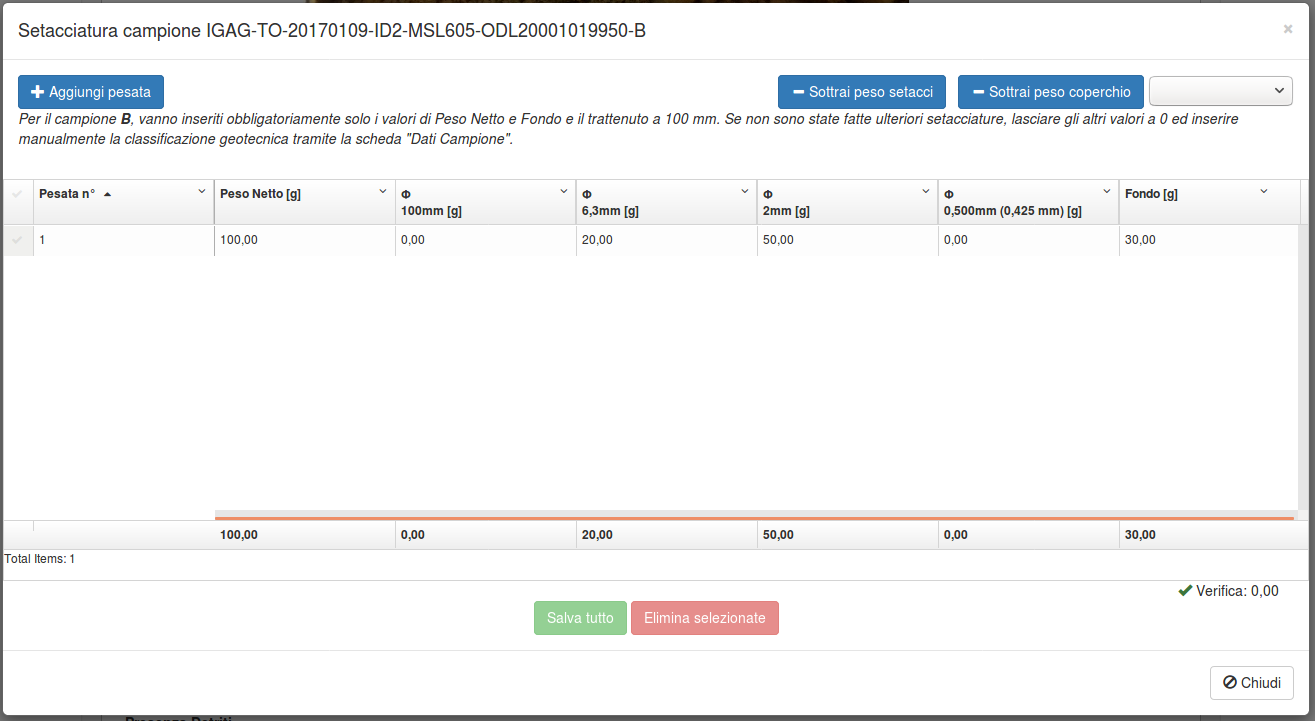 Setacciatura campione IGAG-TO-20170109-ID2-MSL605-ODL20001019950-B
×
Aggiungi pesata
Sottrai peso setacci
Sottrai peso coperchio
Per il campione B, vanno inseriti obbligatoriamente solo i valori di Peso Netto e Fondo e il trattenuto a 100 mm. Se non sono state fatte ulteriori setacciature, lasciare gli altri valori a 0 ed inserire
manualmente la classificazione geotecnica tramite la scheda "Dati Campione".
Pesata n° Peso Netto [g] Φ Φ Φ Φ Fondo [g]
100mm [g] 6,3mm [g] 2mm [g] 0,500mm (0,425 mm) [g]
1 100,00 0,00 20,00 50,00 0,00 30,00
100,00 0,00 20,00 50,00 0,00 30,00
Total Items: 1
Verifica: 0,00
Salva tutto Elimina selezionate
Chiudi